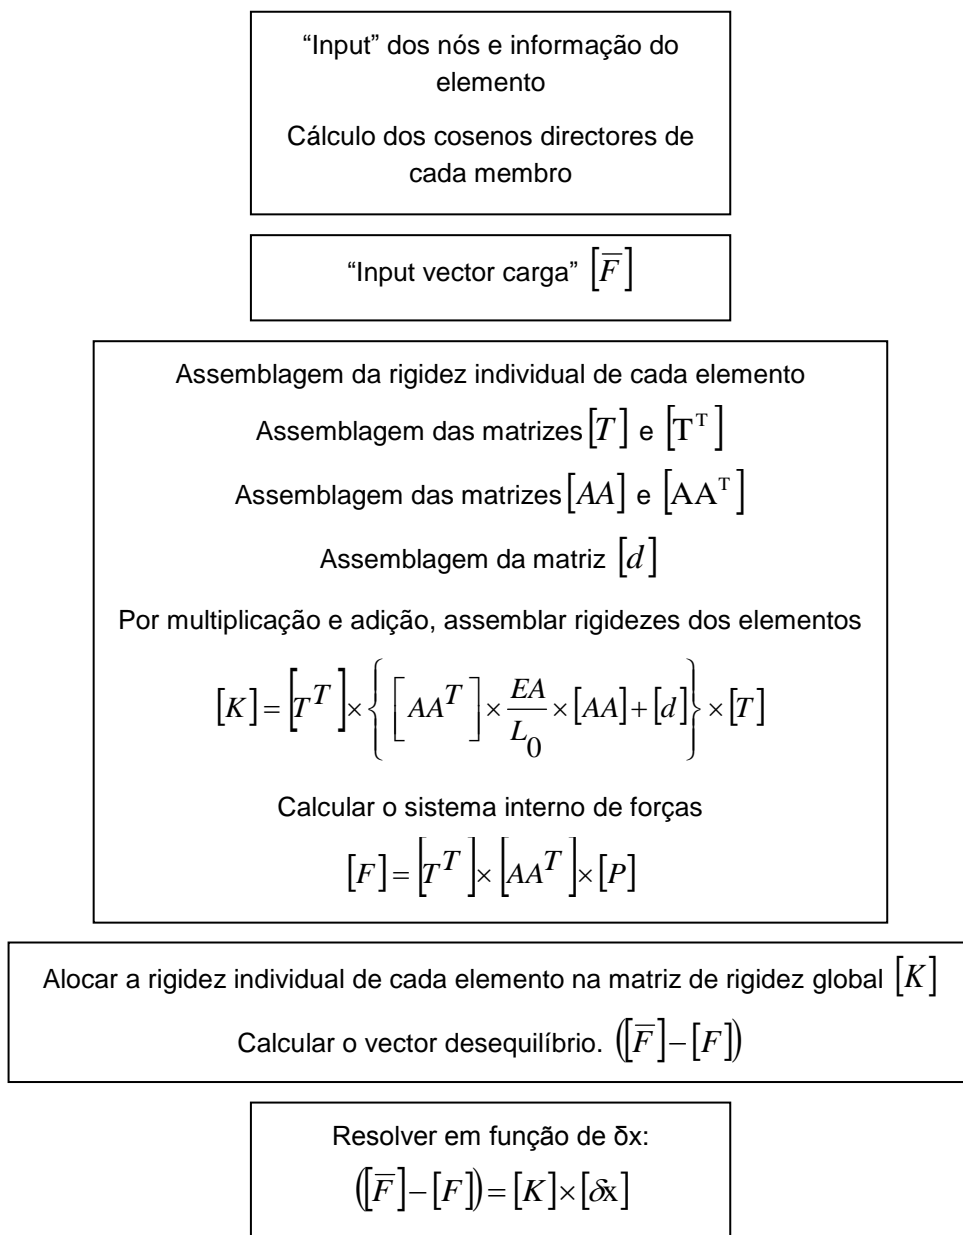 “Input” dos nós e informação do
elemento
Cálculo dos cosenos directores de
cada membro
“Input vector carga” [F̅]
Assemblagem da rigidez individual de cada elemento
Assemblagem das matrizes [T] e [Tᵀ]
Assemblagem das matrizes [AA] e [AAᵀ]
Assemblagem da matriz [d]
Por multiplicação e adição, assemblar rigidezes dos elementos
[K] = [Tᵀ] × { [AAᵀ] × EA/L₀ × [AA] + [d] } × [T]
Calcular o sistema interno de forças
[F] = [Tᵀ] × [AAᵀ] × [P]
Alocar a rigidez individual de cada elemento na matriz de rigidez global [K]
Calcular o vector desequilíbrio. ([F̅] − [F])
Resolver em função de δx:
([F̅] − [F]) = [K] × [δx]